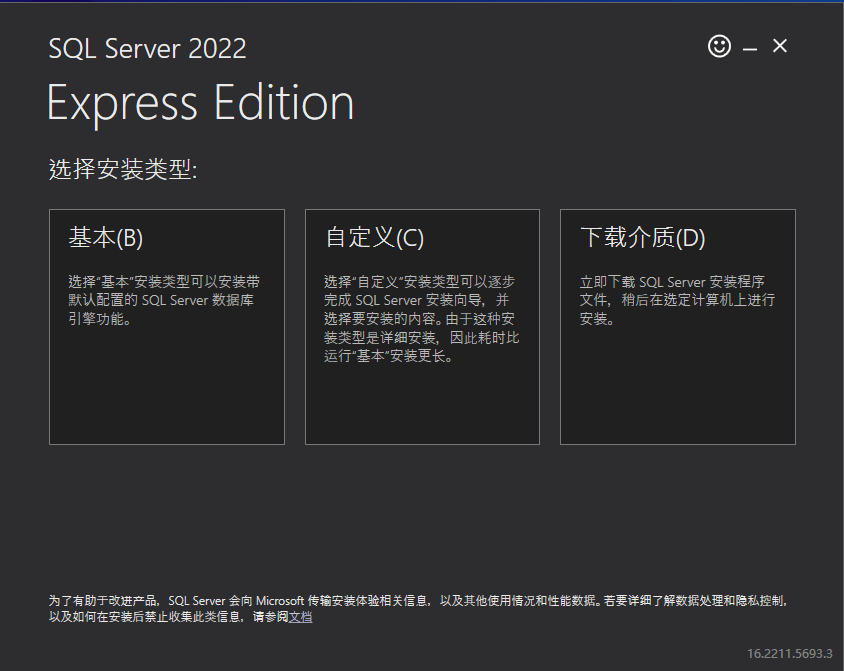 SQL Server 2022
Express Edition
选择安装类型:
基本(B)
选择“基本”安装类型可以安装带
默认配置的 SQL Server 数据库
引擎功能。
自定义(C)
选择“自定义”安装类型可以逐步
完成 SQL Server 安装向导，并
选择要安装的内容。由于这种安
装类型是详细安装，因此耗时比
运行“基本”安装更长。
下载介质(D)
立即下载 SQL Server 安装程序
文件，稍后在选定计算机上进行
安装。
为了有助于改进产品，SQL Server 会向 Microsoft 传输安装体验相关信息，以及其他使用情况和性能数据。若要详细了解数据处理和隐私控制，
以及如何在安装后禁止收集此类信息，请参阅文档
16.2211.5693.3